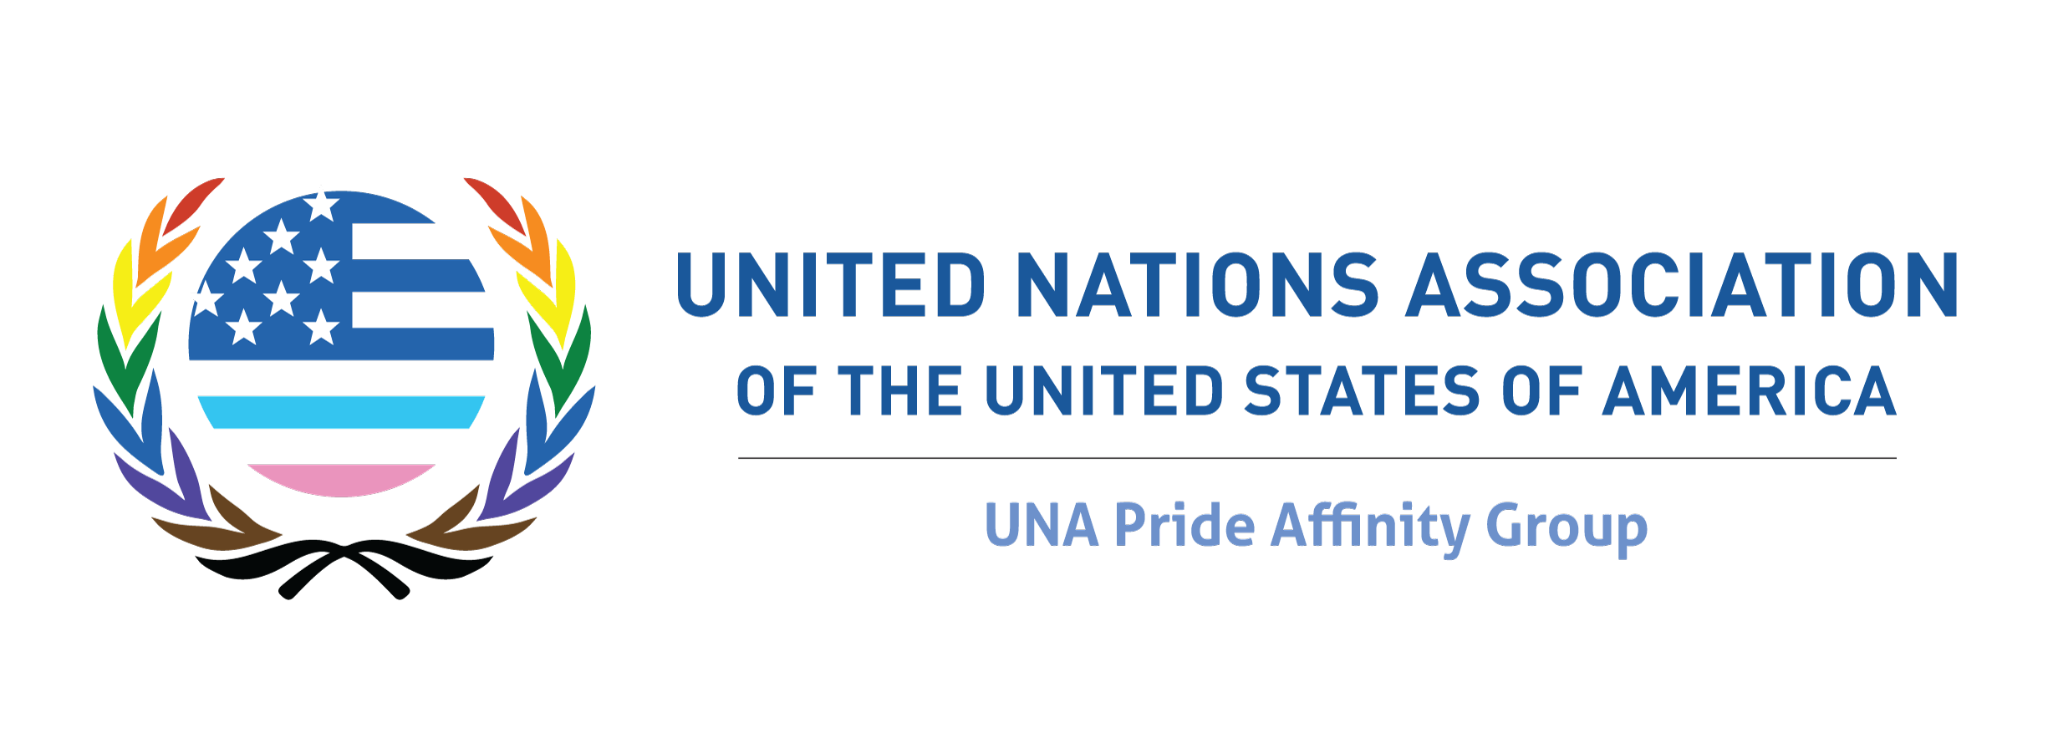 UNITED NATIONS ASSOCIATION
OF THE UNITED STATES OF AMERICA
UNA Pride Affinity Group